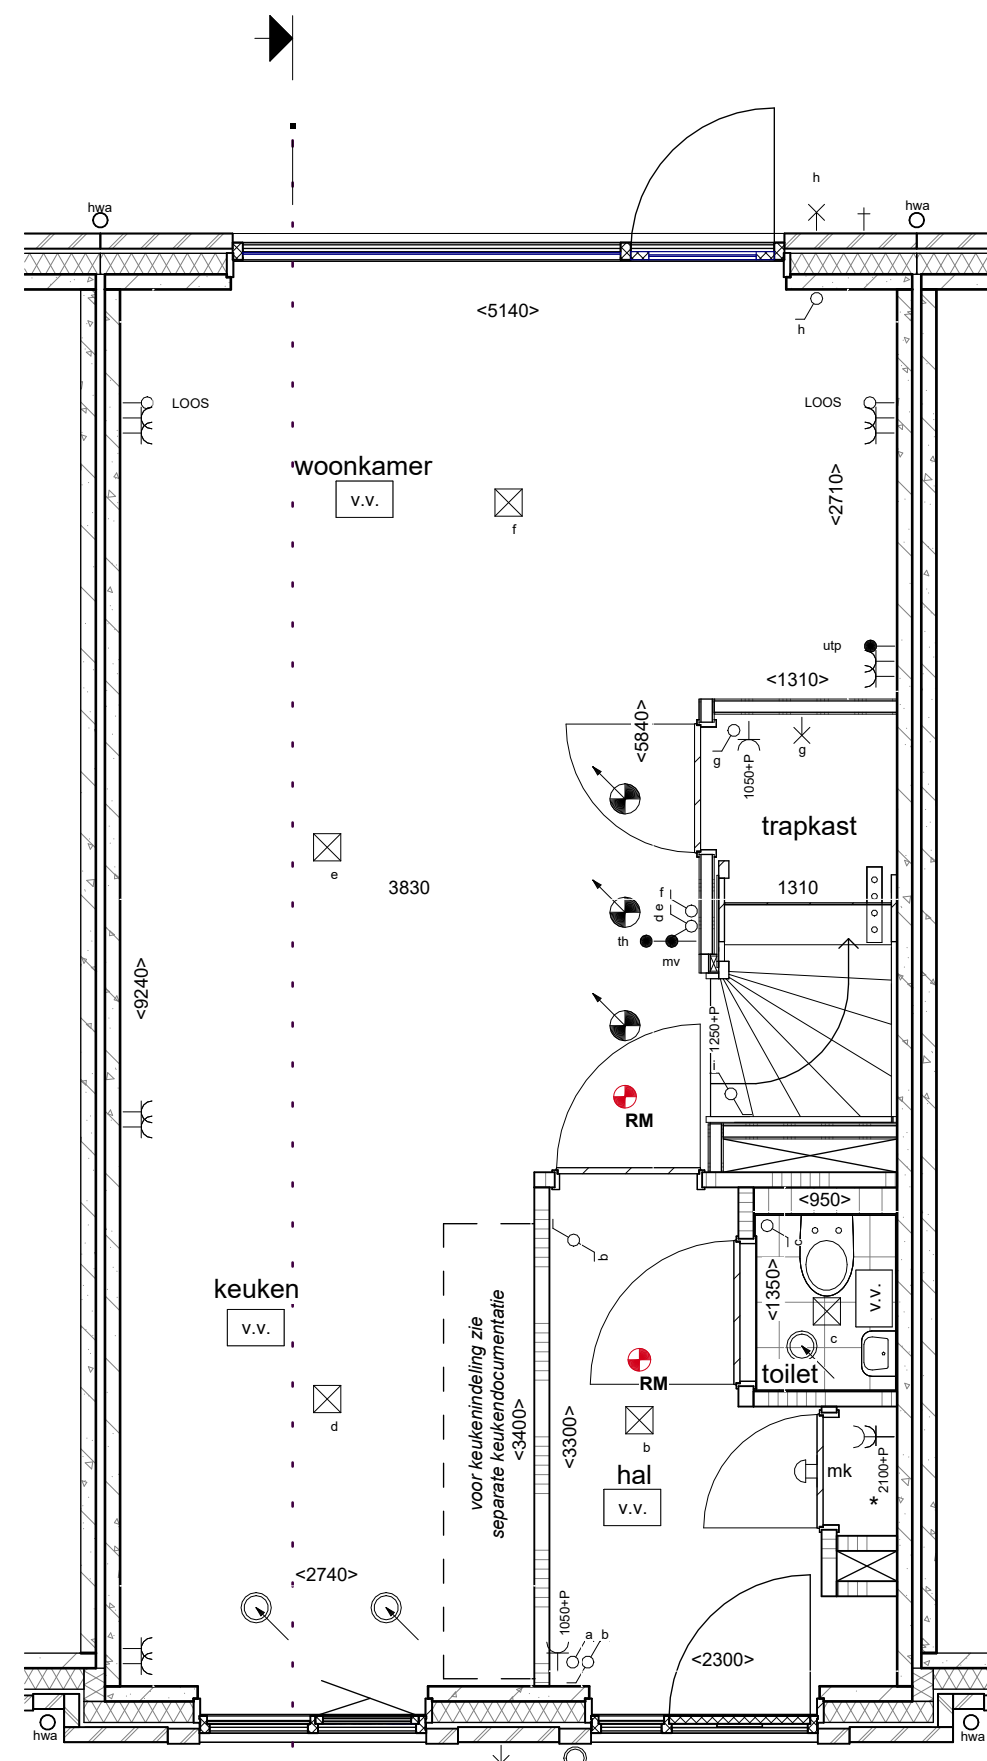 h
hwa
hwa
<5140>
h
LOOS
LOOS
woonkamer
v.v.
f
<2710>
utp
<1310>
<5840>
g
1050+P
g
trapkast
e
3830
1310
f
d e
th
mv
<9240>
1250+P
i
RM
<950>
b
c
<1350>
v.v.
c
toilet
keuken
v.v.
voor keukenindeling zie
separate keukendocumentatie
<3400>
<3300>
RM
d
b
hal
v.v.
mk
2100+P
*
<2740>
1050+P
a b
<2300>
hwa
hwa